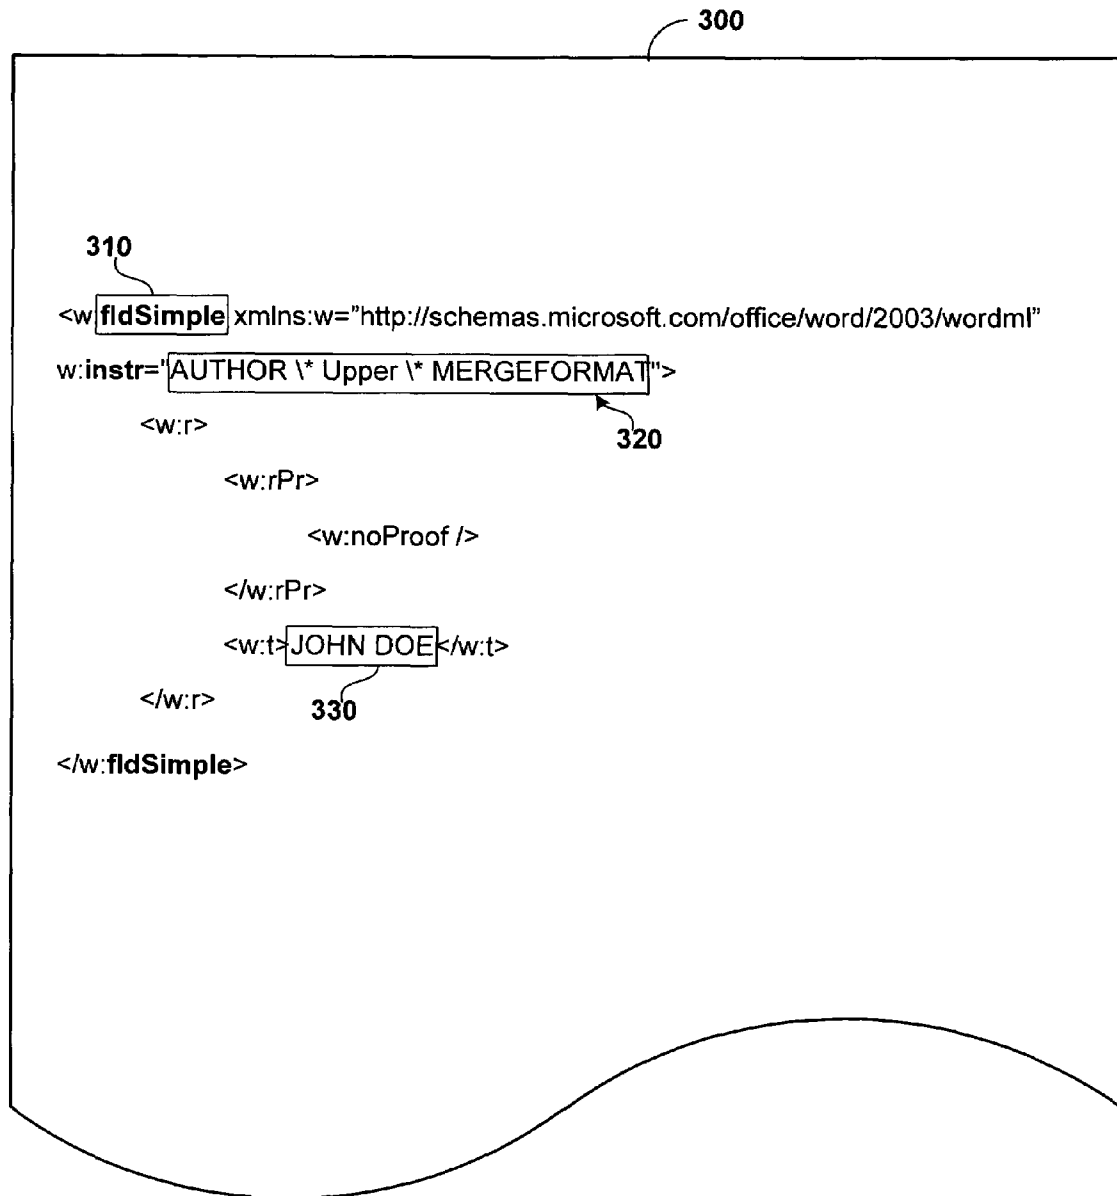 300
310
<w:fldSimple xmlns:w="http://schemas.microsoft.com/office/word/2003/wordml"
w:instr="AUTHOR \* Upper \* MERGEFORMAT">
320
<w:r>
<w:rPr>
<w:noProof />
</w:rPr>
<w:t>JOHN DOE</w:t>
330
</w:r>
</w:fldSimple>